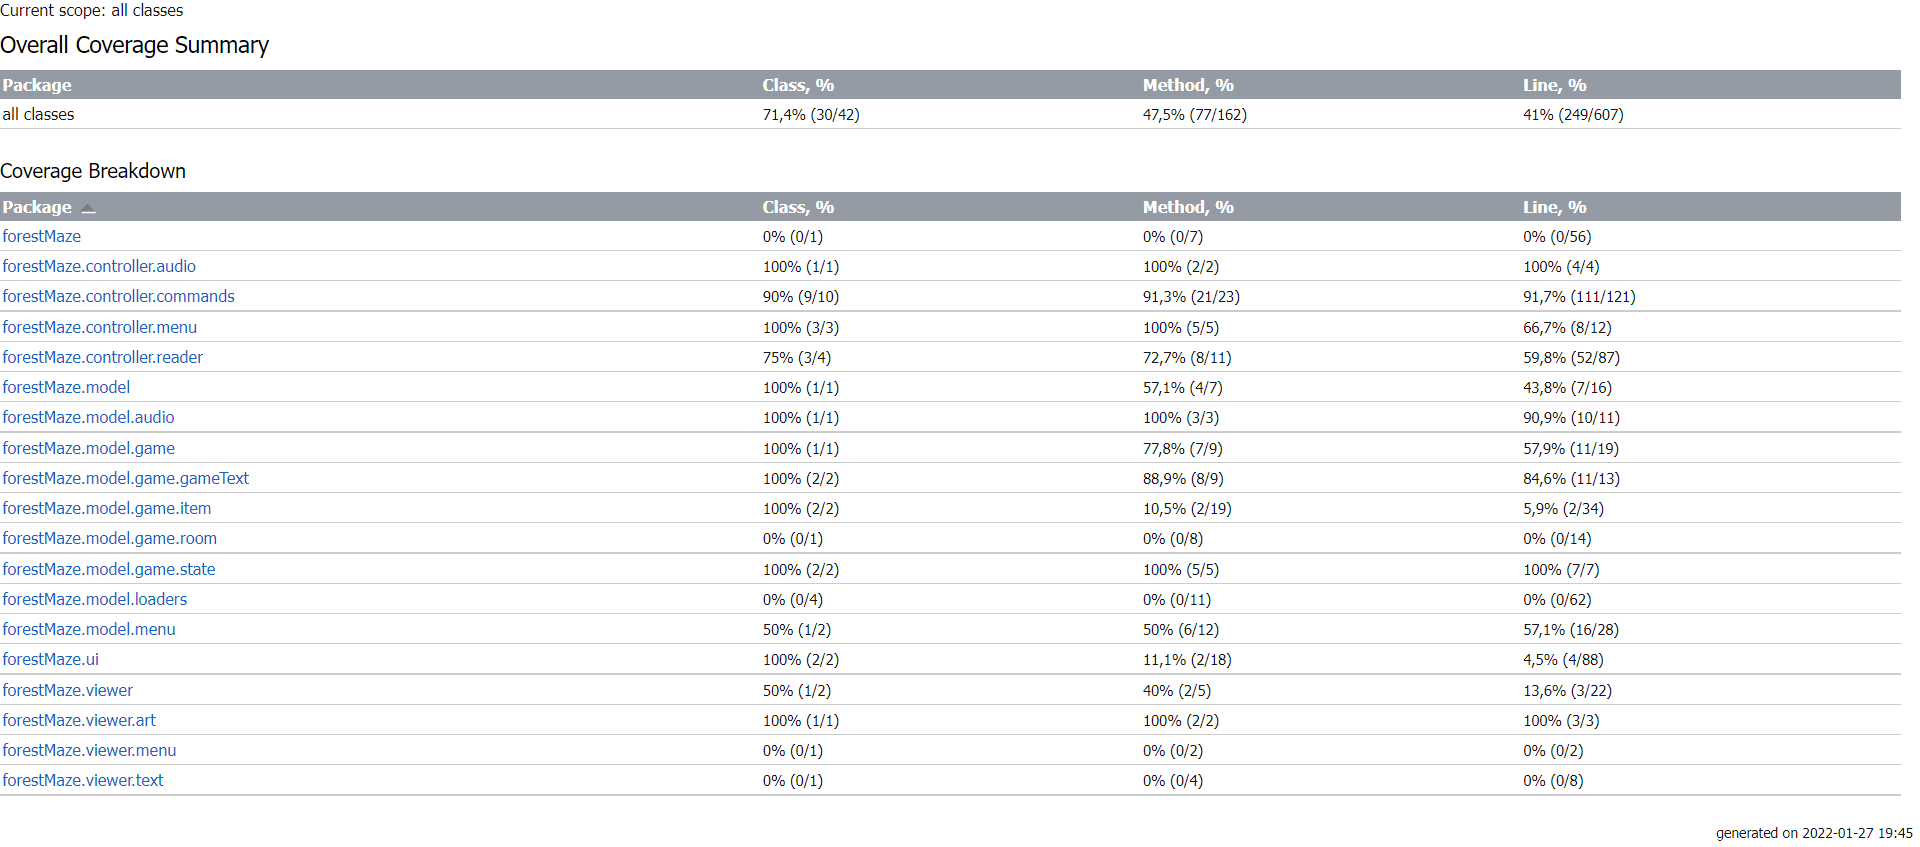 Current scope: all classes
Overall Coverage Summary
Package Class, % Method, % Line, %
all classes 71,4% (30/42) 47,5% (77/162) 41% (249/607)
Coverage Breakdown
Package Class, % Method, % Line, %
forestMaze 0% (0/1) 0% (0/7) 0% (0/56)
forestMaze.controller.audio 100% (1/1) 100% (2/2) 100% (4/4)
forestMaze.controller.commands 90% (9/10) 91,3% (21/23) 91,7% (111/121)
forestMaze.controller.menu 100% (3/3) 100% (5/5) 66,7% (8/12)
forestMaze.controller.reader 75% (3/4) 72,7% (8/11) 59,8% (52/87)
forestMaze.model 100% (1/1) 57,1% (4/7) 43,8% (7/16)
forestMaze.model.audio 100% (1/1) 100% (3/3) 90,9% (10/11)
forestMaze.model.game 100% (1/1) 77,8% (7/9) 57,9% (11/19)
forestMaze.model.game.gameText 100% (2/2) 88,9% (8/9) 84,6% (11/13)
forestMaze.model.game.item 100% (2/2) 10,5% (2/19) 5,9% (2/34)
forestMaze.model.game.room 0% (0/1) 0% (0/8) 0% (0/14)
forestMaze.model.game.state 100% (2/2) 100% (5/5) 100% (7/7)
forestMaze.model.loaders 0% (0/4) 0% (0/11) 0% (0/62)
forestMaze.model.menu 50% (1/2) 50% (6/12) 57,1% (16/28)
forestMaze.ui 100% (2/2) 11,1% (2/18) 4,5% (4/88)
forestMaze.viewer 50% (1/2) 40% (2/5) 13,6% (3/22)
forestMaze.viewer.art 100% (1/1) 100% (2/2) 100% (3/3)
forestMaze.viewer.menu 0% (0/1) 0% (0/2) 0% (0/2)
forestMaze.viewer.text 0% (0/1) 0% (0/4) 0% (0/8)
generated on 2022-01-27 19:45